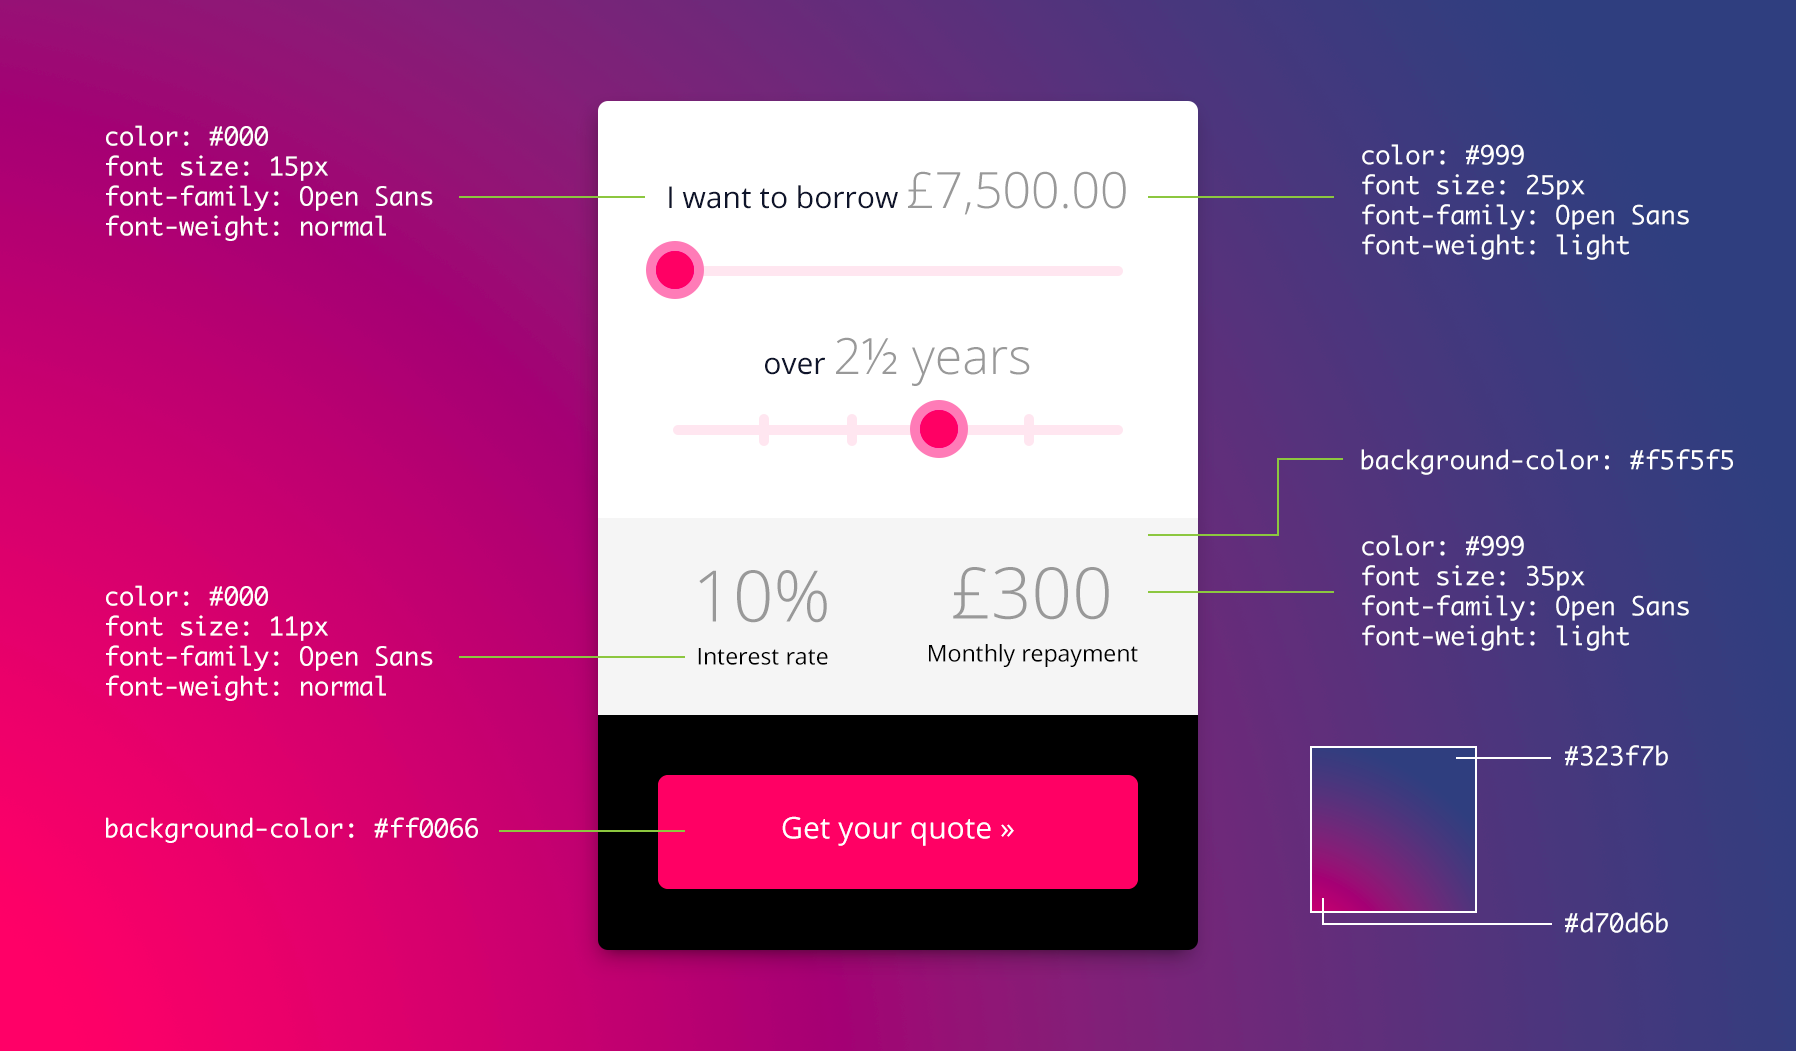 color: #000
font size: 15px
font-family: Open Sans
font-weight: normal
I want to borrow £7,500.00
color: #999
font size: 25px
font-family: Open Sans
font-weight: light
over 2½ years
background-color: #f5f5f5
color: #000
font size: 11px
font-family: Open Sans
font-weight: normal
10%
Interest rate
£300
Monthly repayment
color: #999
font size: 35px
font-family: Open Sans
font-weight: light
background-color: #ff0066
Get your quote »
#323f7b
#d70d6b